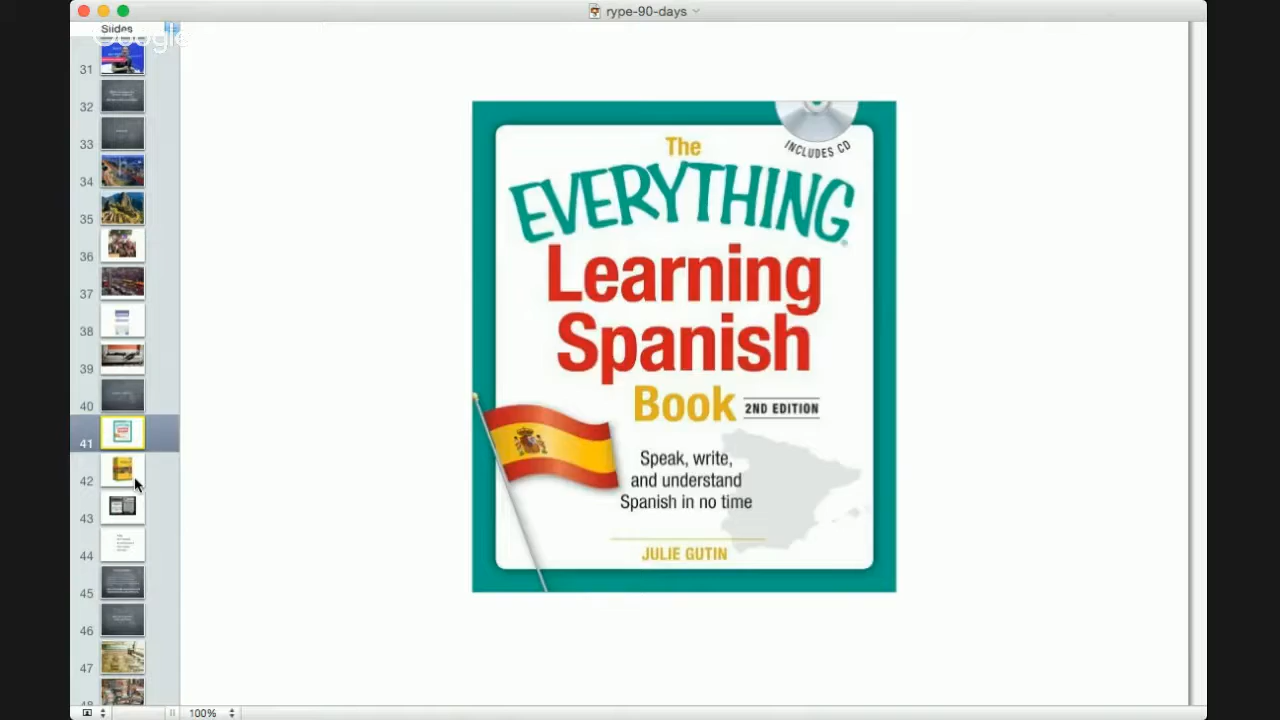 rype-90-days
Slides
Google
31
32
33
34
35
36
37
38
39
40
41
42
43
44
45
46
47
48
INCLUDES CD
The
EVERYTHING®
Learning
Spanish
Book 2ND EDITION
Speak, write,
and understand
Spanish in no time
JULIE GUTIN
100%